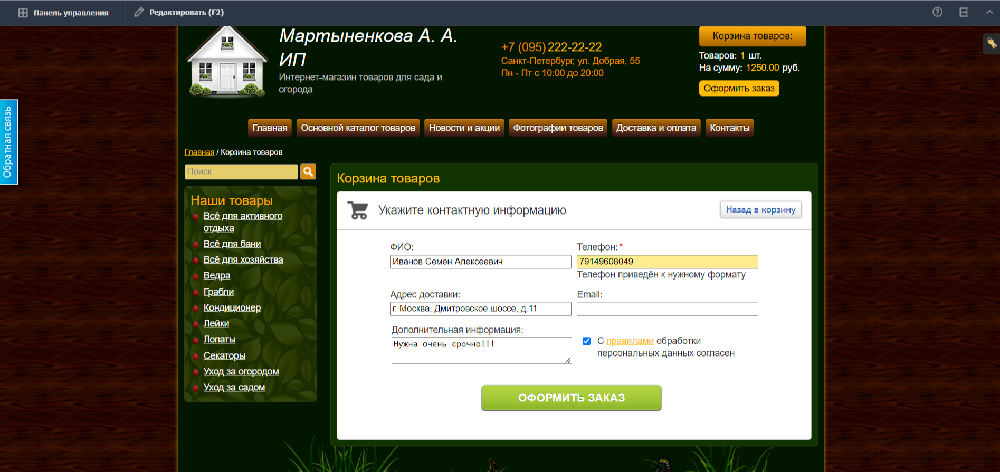 Панель управления
Редактировать (F2)
Мартыненкова А. А.
ИП
Интернет-магазин товаров для сада и
огорода
+7 (095) 222-22-22
Санкт-Петербург, ул. Добрая, 55
Пн - Пт с 10:00 до 20:00
Корзина товаров:
Товаров: 1 шт.
На сумму: 1250.00 руб.
Оформить заказ
Обратная связь
Главная
Основной каталог товаров
Новости и акции
Фотографии товаров
Доставка и оплата
Контакты
Главная / Корзина товаров
Поиск
Наши товары
Всё для активного
отдыха
Всё для бани
Всё для хозяйства
Ведра
Грабли
Кондиционер
Лейки
Лопаты
Секаторы
Уход за огородом
Уход за садом
Корзина товаров
Укажите контактную информацию
Назад в корзину
ФИО:
Иванов Семен Алексеевич
Телефон:*
79149608049
Телефон приведён к нужному формату
Адрес доставки:
г. Москва, Дмитровское шоссе, д.11
Email:
Дополнительная информация:
Нужна очень срочно!!!
С правилами обработки
персональных данных согласен
ОФОРМИТЬ ЗАКАЗ